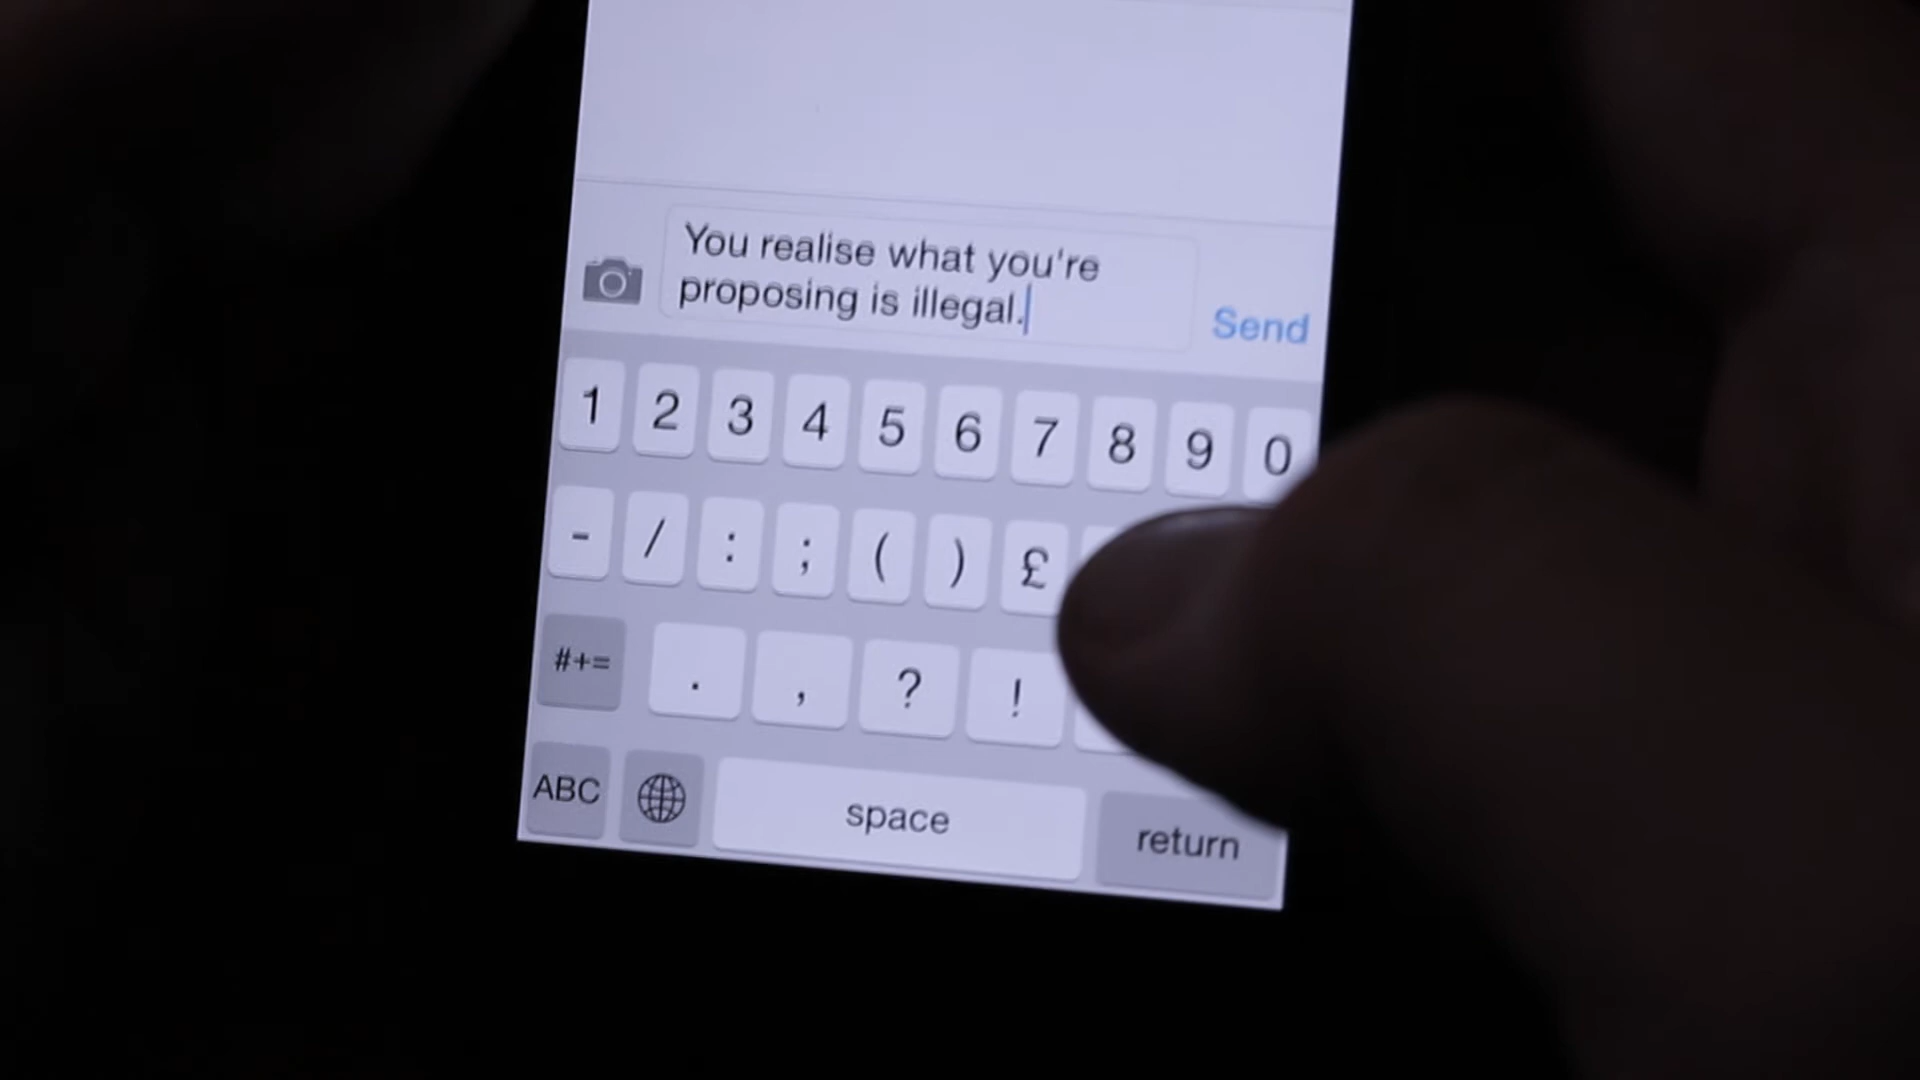 You realise what you're
proposing is illegal.
Send
1 2 3 4 5 6 7 8 9 0
- / : ; ( ) £
#+= . , ? !
ABC space return